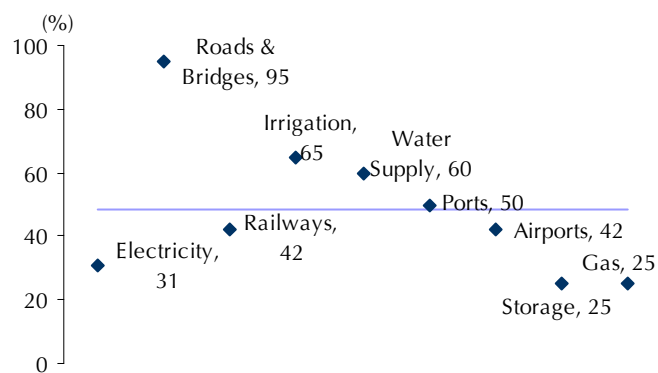 (%)
100
80
60
40
20
0
Roads &
Bridges, 95
Irrigation,
65
Water
Supply, 60
Ports, 50
Railways,
42
Airports, 42
Electricity,
31
Gas, 25
Storage, 25